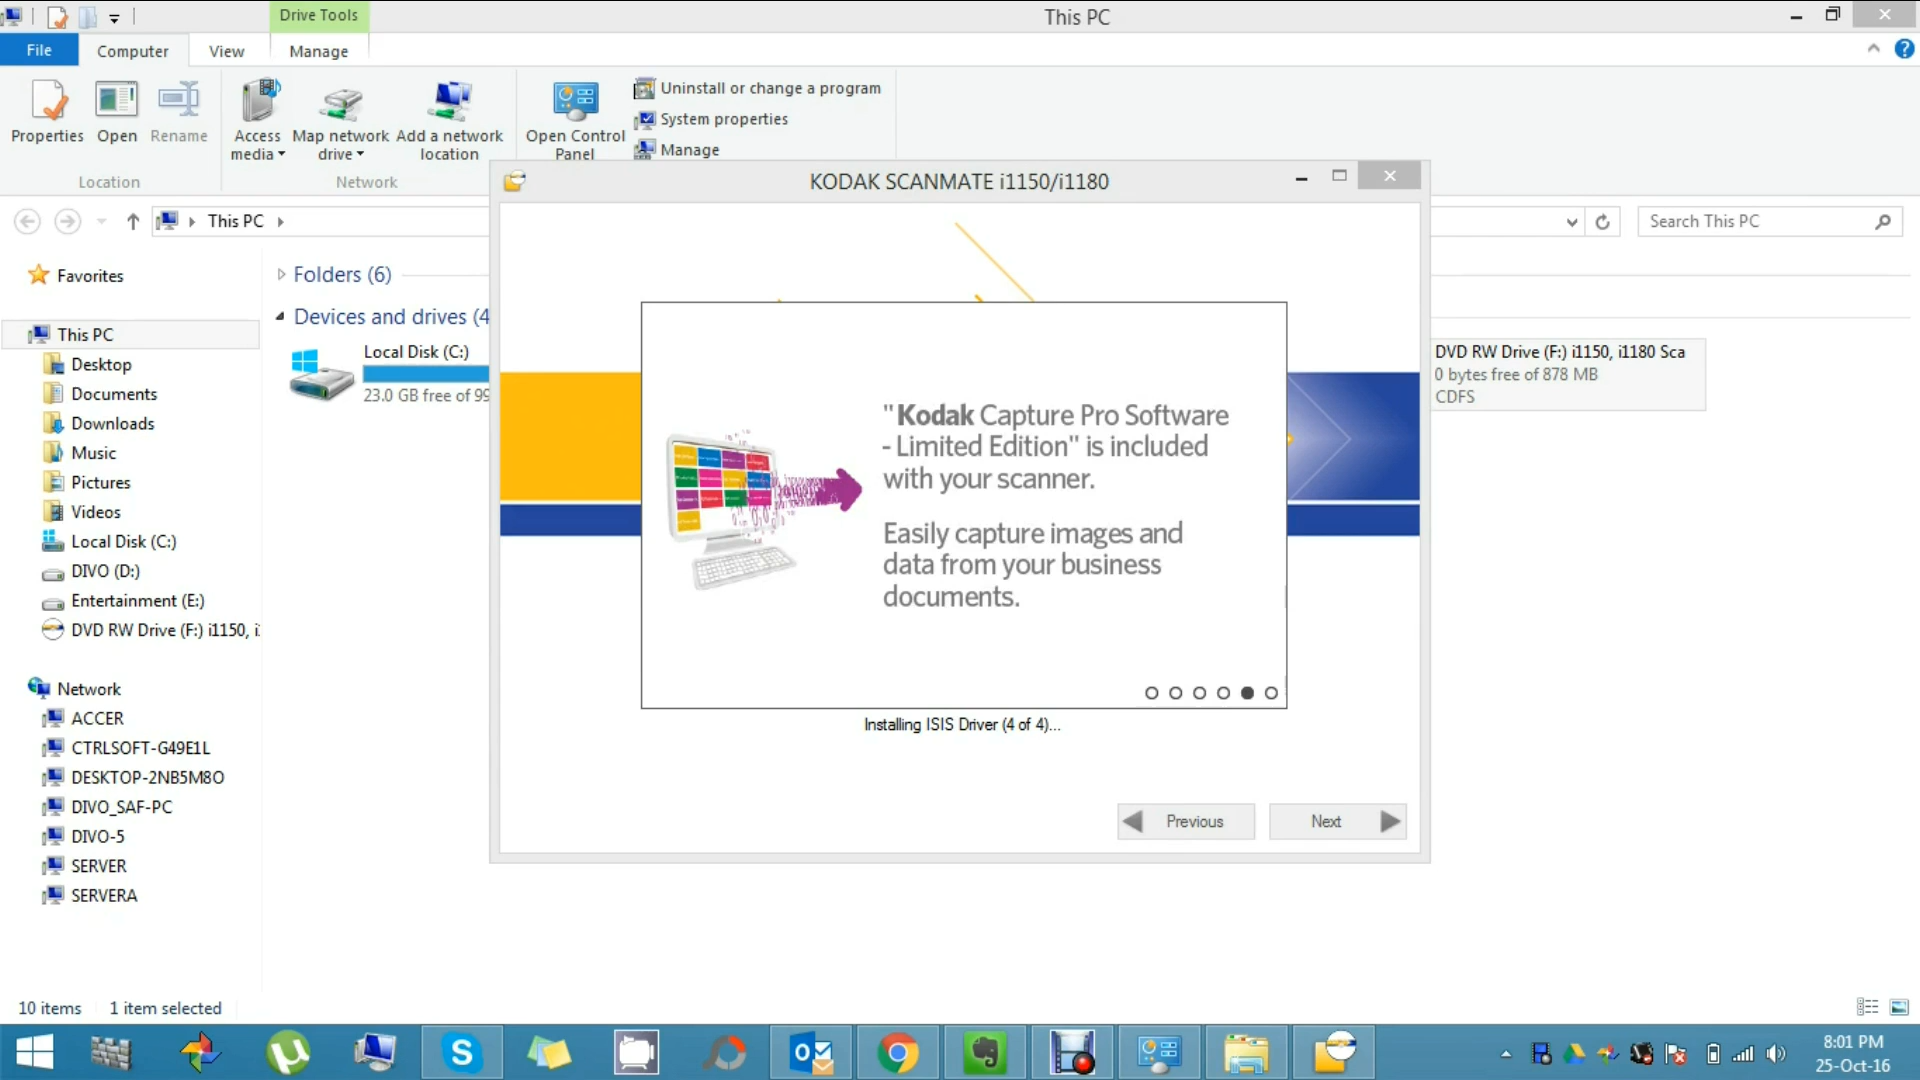 Drive Tools
This PC
File
Computer
View
Manage
Properties
Open
Rename
Access media
Map network drive
Add a network location
Open Control Panel
Uninstall or change a program
System properties
Manage
Location
Network
This PC
Search This PC
KODAK SCANMATE i1150/i1180
Favorites
This PC
Desktop
Documents
Downloads
Music
Pictures
Videos
Local Disk (C:)
DIVO (D:)
Entertainment (E:)
DVD RW Drive (F:) i1150, i
Network
ACCER
CTRLSOFT-G49E1L
DESKTOP-2NB5M8O
DIVO_SAF-PC
DIVO-5
SERVER
SERVERA
Folders (6)
Devices and drives (4
Local Disk (C:)
23.0 GB free of 99
DVD RW Drive (F:) i1150, i1180 Sca
0 bytes free of 878 MB
CDFS
"Kodak Capture Pro Software
- Limited Edition" is included
with your scanner.
Easily capture images and
data from your business
documents.
Installing ISIS Driver (4 of 4)...
Previous
Next
10 items
1 item selected
8:01 PM
25-Oct-16